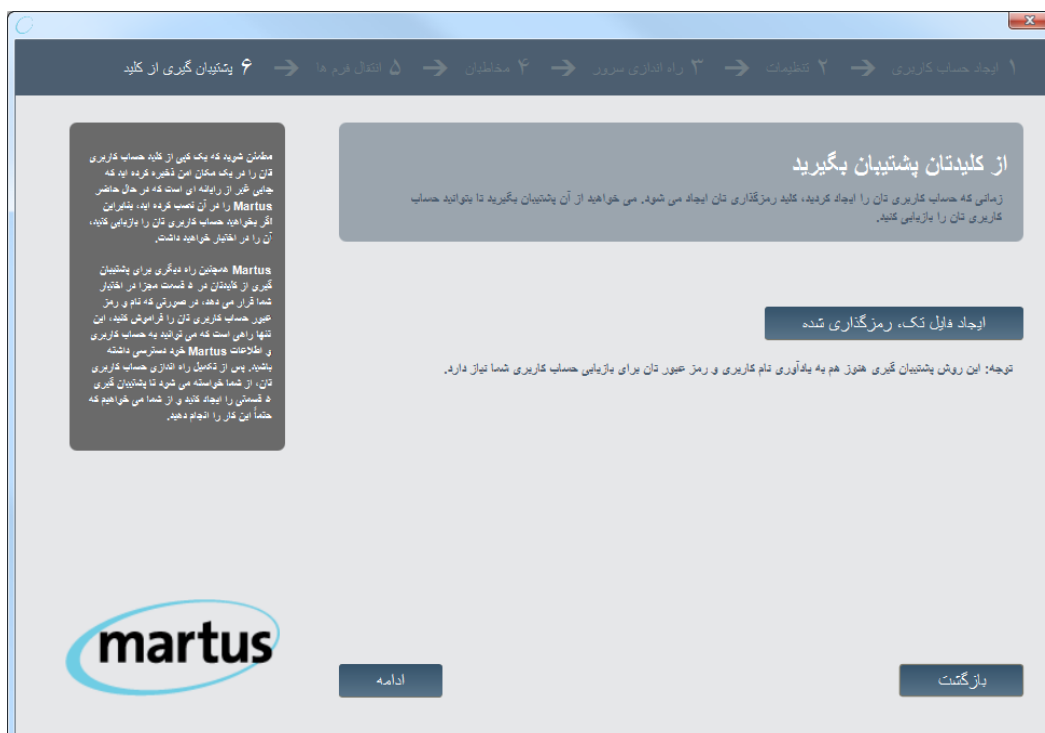 ۱ ایجاد حساب کاربری → ۲ تنظیمات → ۳ راه اندازی سرور → ۴ مخاطبان → ۵ انتقال فرم ها → ۶ پشتیبان گیری از کلید
از کلیدتان پشتیبان بگیرید
زمانی که حساب کاربری تان را ایجاد کردید، کلید رمزگذاری تان ایجاد می شود. می خواهید از آن پشتیبان بگیرید تا بتوانید حساب
کاربری تان را بازیابی کنید.
ایجاد فایل تک، رمزگذاری شده
توجه: این روش پشتیبان گیری هنوز هم به یادآوری نام کاربری و رمز عبور تان برای بازیابی حساب کاربری شما نیاز دارد.
مطمئن شوید که یک کپی از کلید حساب کاربری
تان را در یک مکان امن ذخیره کرده اید که
جایی غیر از رایانه ای است که در حال حاضر
Martus را در آن نصب کرده اید، بنابراین
اگر بخواهید حساب کاربری تان را بازیابی کنید،
آن را در اختیار خواهید داشت.
Martus همچنین راه دیگری برای پشتیبان
گیری از کلیدتان در ۵ قسمت مجزا در اختیار
شما قرار می دهد، در صورتی که نام و رمز
عبور حساب کاربری تان را فراموش کنید، این
تنها راهی است که می توانید به حساب کاربری
و اطلاعات Martus خود دسترسی داشته
باشید. پس از تکمیل راه اندازی حساب کاربری
تان، از شما خواسته می شود تا پشتیبان گیری
۵ قسمتی را ایجاد کنید و از شما می خواهیم که
حتماً این کار را انجام دهید.
martus
بازگشت
ادامه